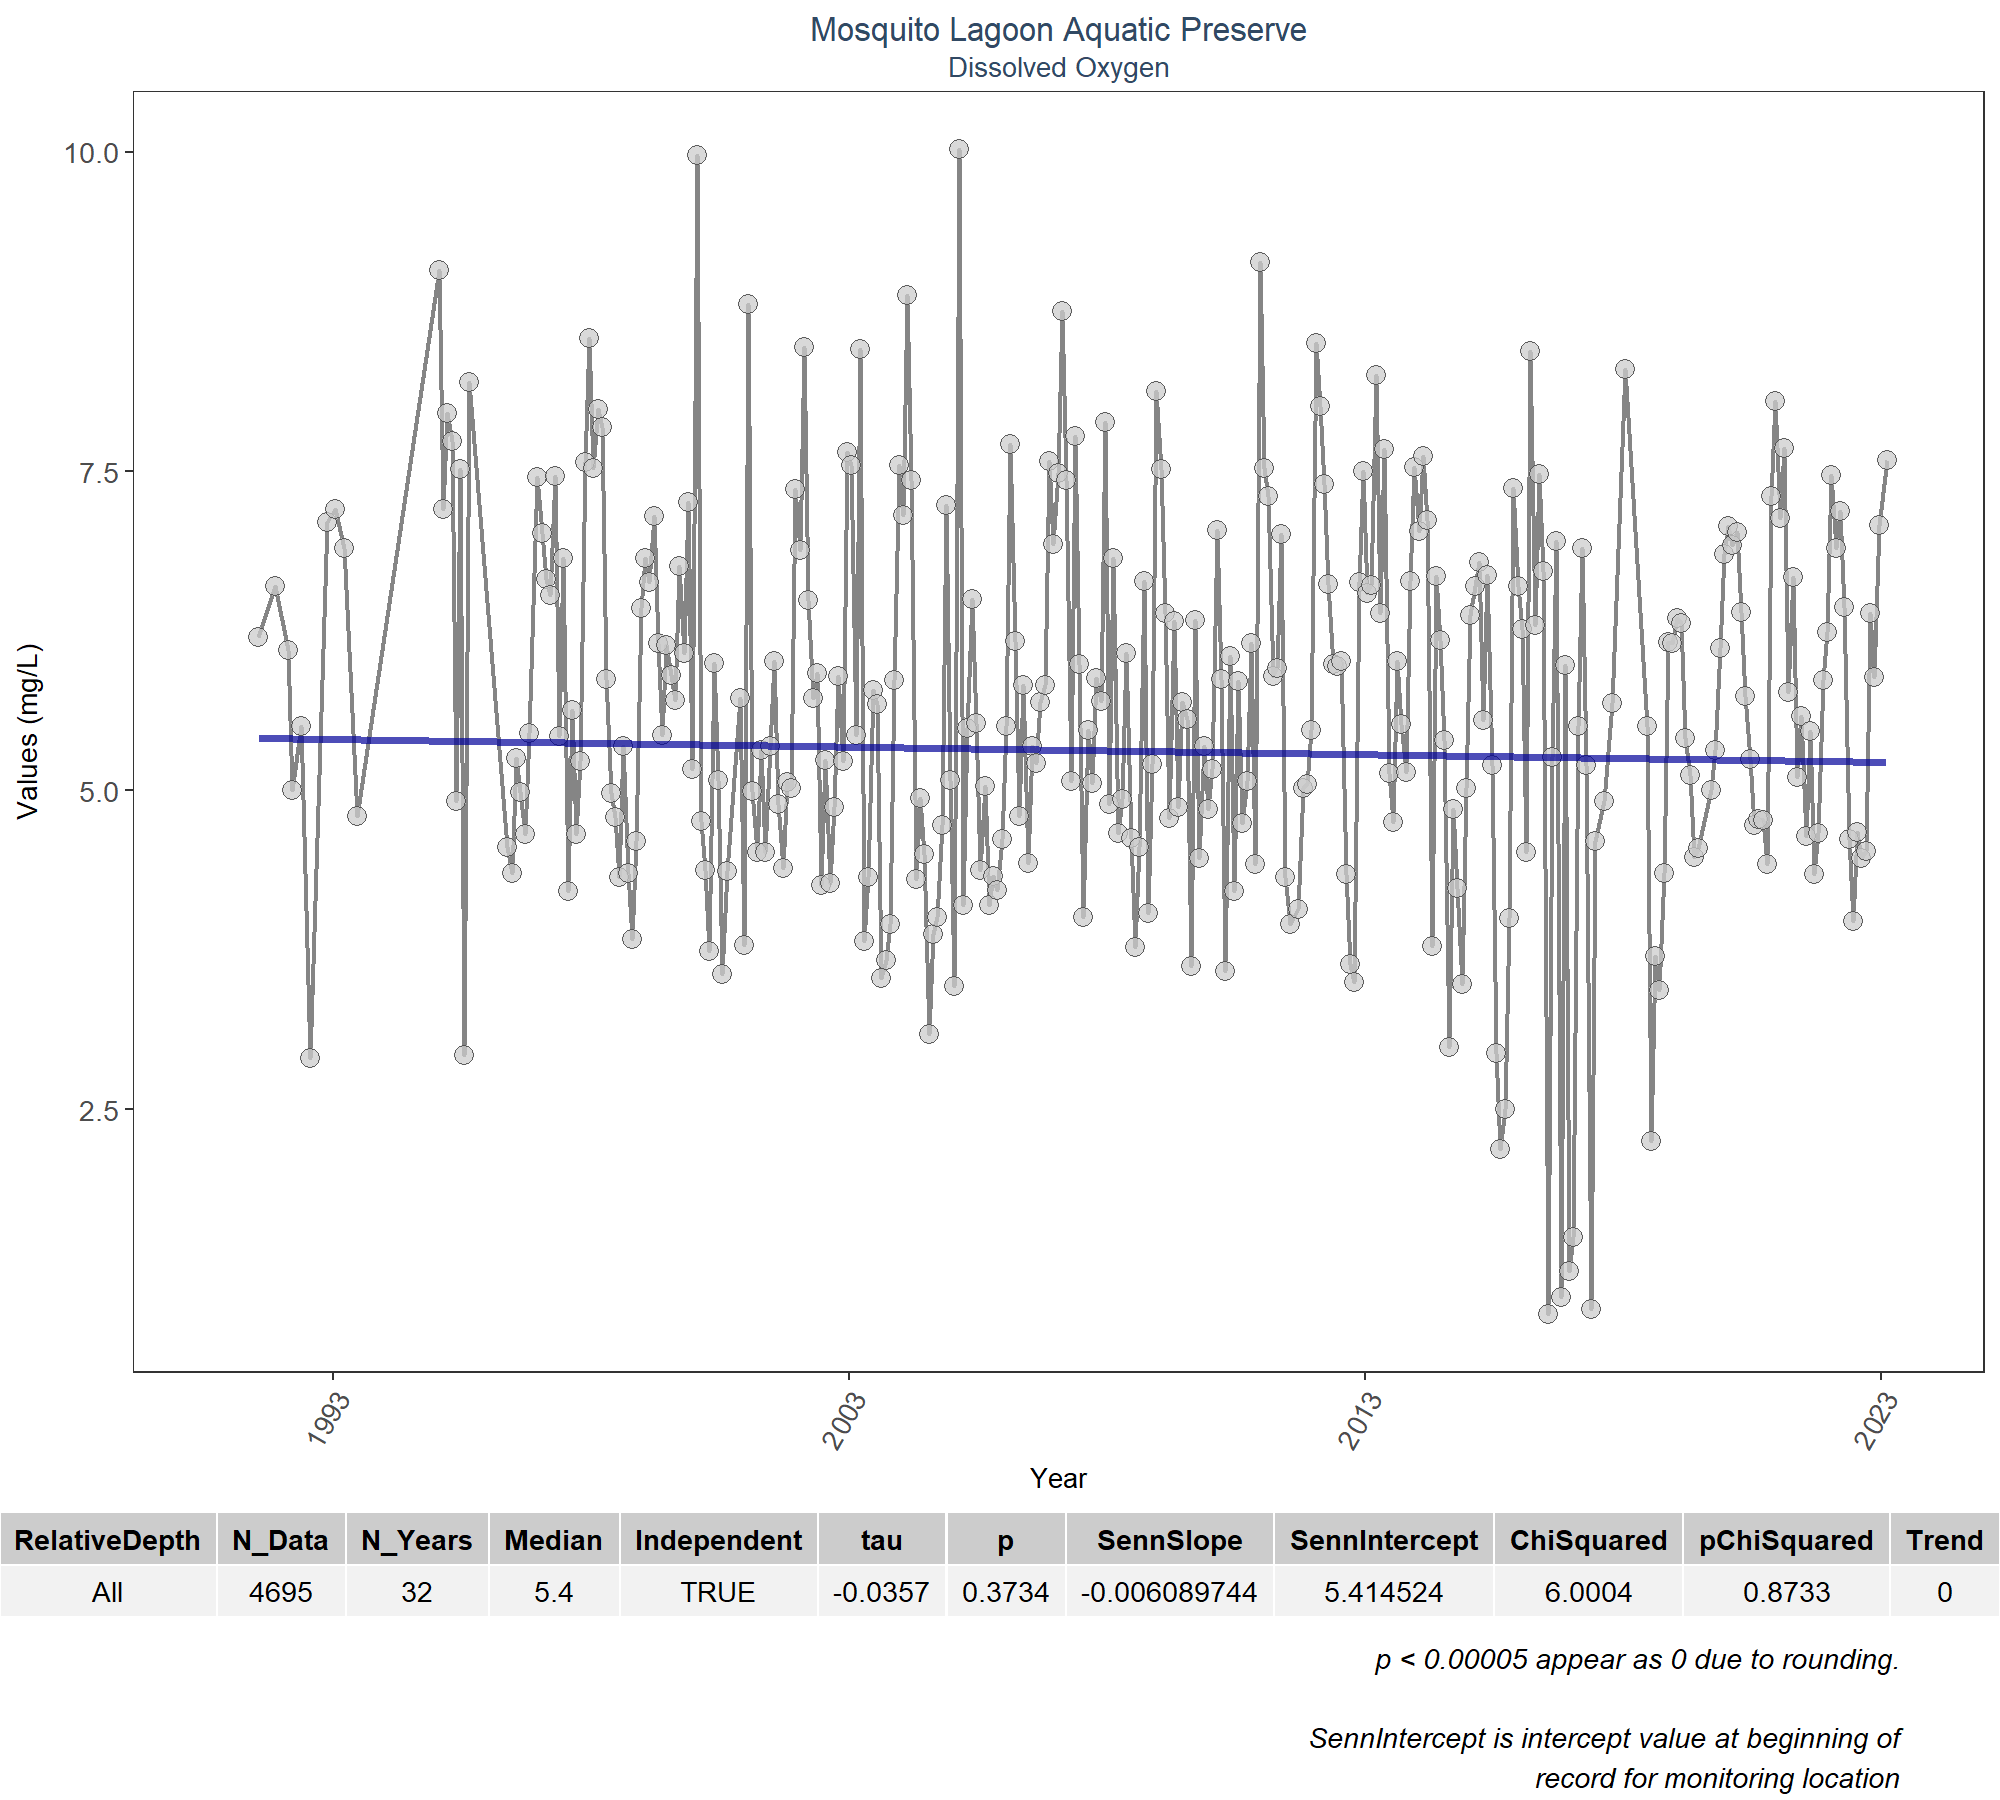 Mosquito Lagoon Aquatic Preserve
Dissolved Oxygen
Values (mg/L)
10.0
7.5
5.0
2.5
1993
2003
2013
2023
Year
RelativeDepth N_Data N_Years Median Independent tau p SennSlope SennIntercept ChiSquared pChiSquared Trend
All 4695 32 5.4 TRUE -0.0357 0.3734 -0.006089744 5.414524 6.0004 0.8733 0
p < 0.00005 appear as 0 due to rounding.
SennIntercept is intercept value at beginning of
record for monitoring location